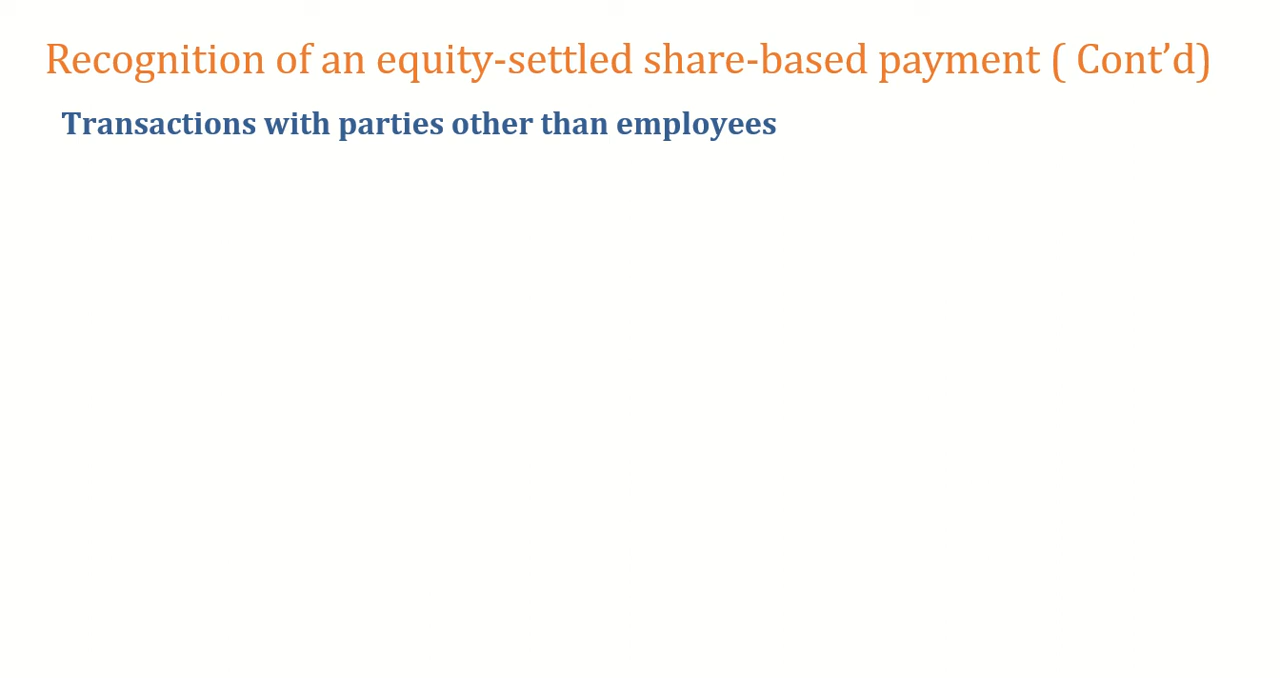 Recognition of an equity-settled share-based payment ( Cont’d)
Transactions with parties other than employees